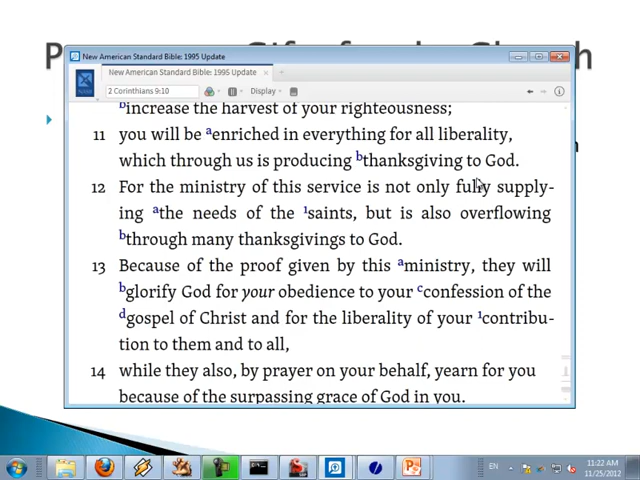 New American Standard Bible: 1995 Update
New American Standard Bible: 1995 Update
2 Corinthians 9:10 Display
bincrease the harvest of your righteousness;
11 you will be aenriched in everything for all liberality,
which through us is producing bthanksgiving to God.
12 For the ministry of this service is not only fully supply-
ing athe needs of the 1saints, but is also overflowing
bthrough many thanksgivings to God.
13 Because of the proof given by this aministry, they will
bglorify God for your obedience to your cconfession of the
dgospel of Christ and for the liberality of your 1contribu-
tion to them and to all,
14 while they also, by prayer on your behalf, yearn for you
because of the surpassing grace of God in you.
EN 11:22 AM
11/25/2012